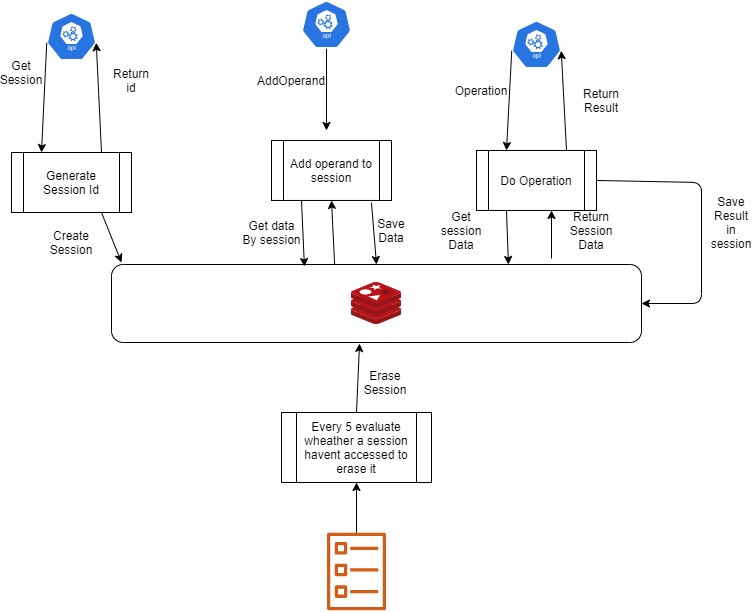 api
api
api
Get
Session
Return
id
AddOperand
Operation
Return
Result
Generate
Session Id
Add operand to
session
Do Operation
Create
Session
Get data
By session
Save
Data
Get
session
Data
Return
Session
Data
Save
Result
in
session
Erase
Session
Every 5 evaluate
wheather a session
havent accessed to
erase it